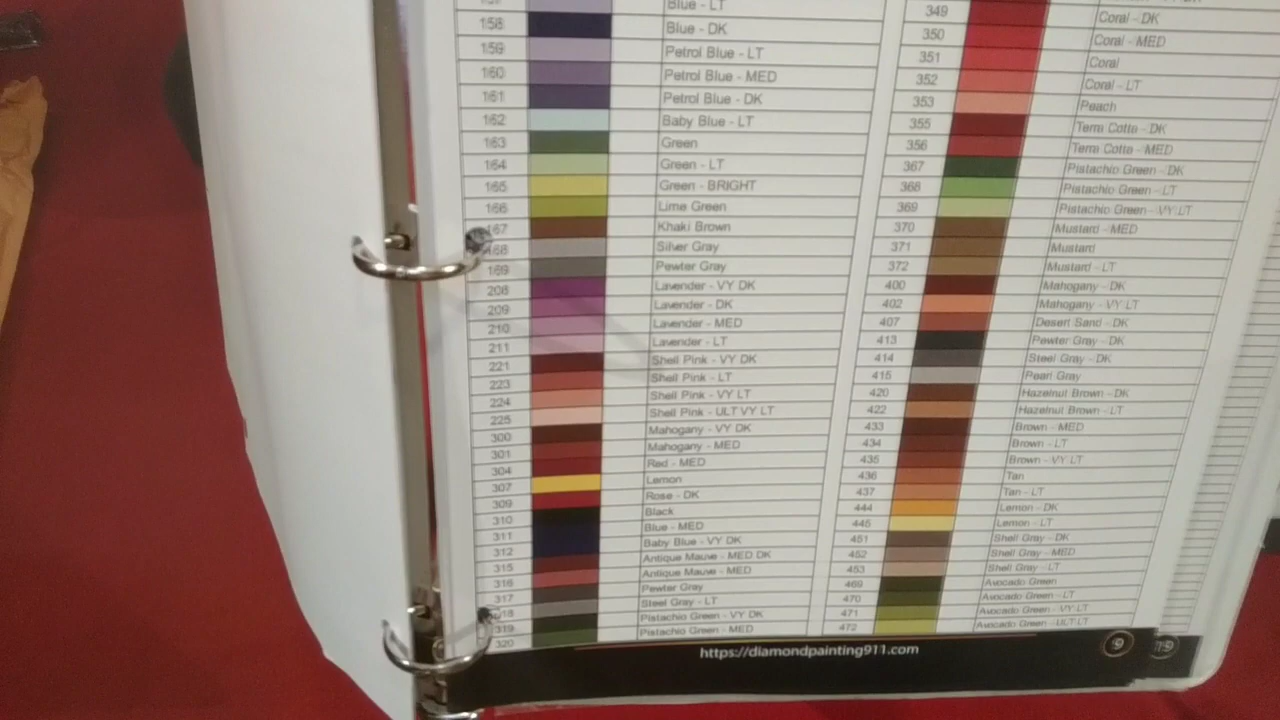 Blue - LT
158 Blue - DK
159 Petrol Blue - LT
160 Petrol Blue - MED
161 Petrol Blue - DK
162 Baby Blue - LT
163 Green
164 Green - LT
165 Green - BRIGHT
166 Lime Green
167 Khaki Brown
168 Silver Gray
169 Pewter Gray
208 Lavender - VY DK
209 Lavender - DK
210 Lavender - MED
211 Lavender - LT
221 Shell Pink - VY DK
223 Shell Pink - LT
224 Shell Pink - VY LT
225 Shell Pink - ULT VY LT
300 Mahogany - VY DK
301 Mahogany - MED
304 Red - MED
307 Lemon
309 Rose - DK
310 Black
311 Blue - MED
312 Baby Blue - VY DK
315 Antique Mauve - MED DK
316 Antique Mauve - MED
317 Pewter Gray
318 Steel Gray - LT
319 Pistachio Green - VY DK
320 Pistachio Green - MED
349 Coral - DK
350 Coral - MED
351 Coral
352 Coral - LT
353 Peach
355 Terra Cotta - DK
356 Terra Cotta - MED
367 Pistachio Green - DK
368 Pistachio Green - LT
369 Pistachio Green - VY LT
370 Mustard - MED
371 Mustard
372 Mustard - LT
400 Mahogany - DK
402 Mahogany - VY LT
407 Desert Sand - DK
413 Pewter Gray - DK
414 Steel Gray - DK
415 Pearl Gray
420 Hazelnut Brown - DK
422 Hazelnut Brown - LT
433 Brown - MED
434 Brown - LT
435 Brown - VY LT
436 Tan
437 Tan - LT
444 Lemon - DK
445 Lemon - LT
451 Shell Gray - DK
452 Shell Gray - MED
453 Shell Gray - LT
469 Avocado Green
470 Avocado Green - LT
471 Avocado Green - VY LT
472 Avocado Green - ULT LT
https://diamondpainting911.com
9